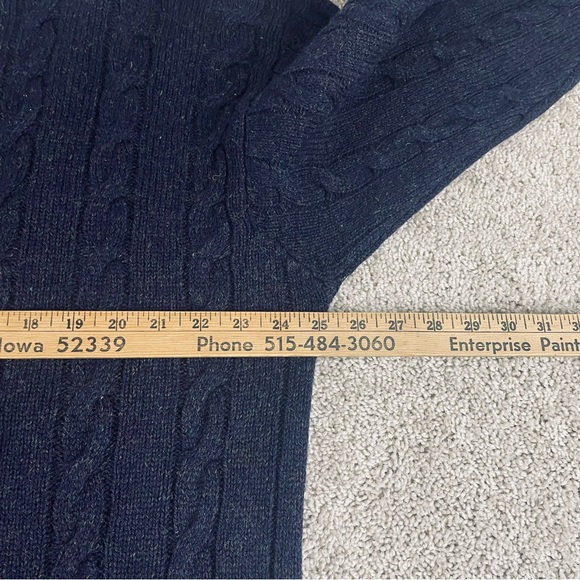 18 19 20 21 22 23 24 25 26 27 28 29 30 31
Iowa 52339 Phone 515-484-3060 Enterprise Paint